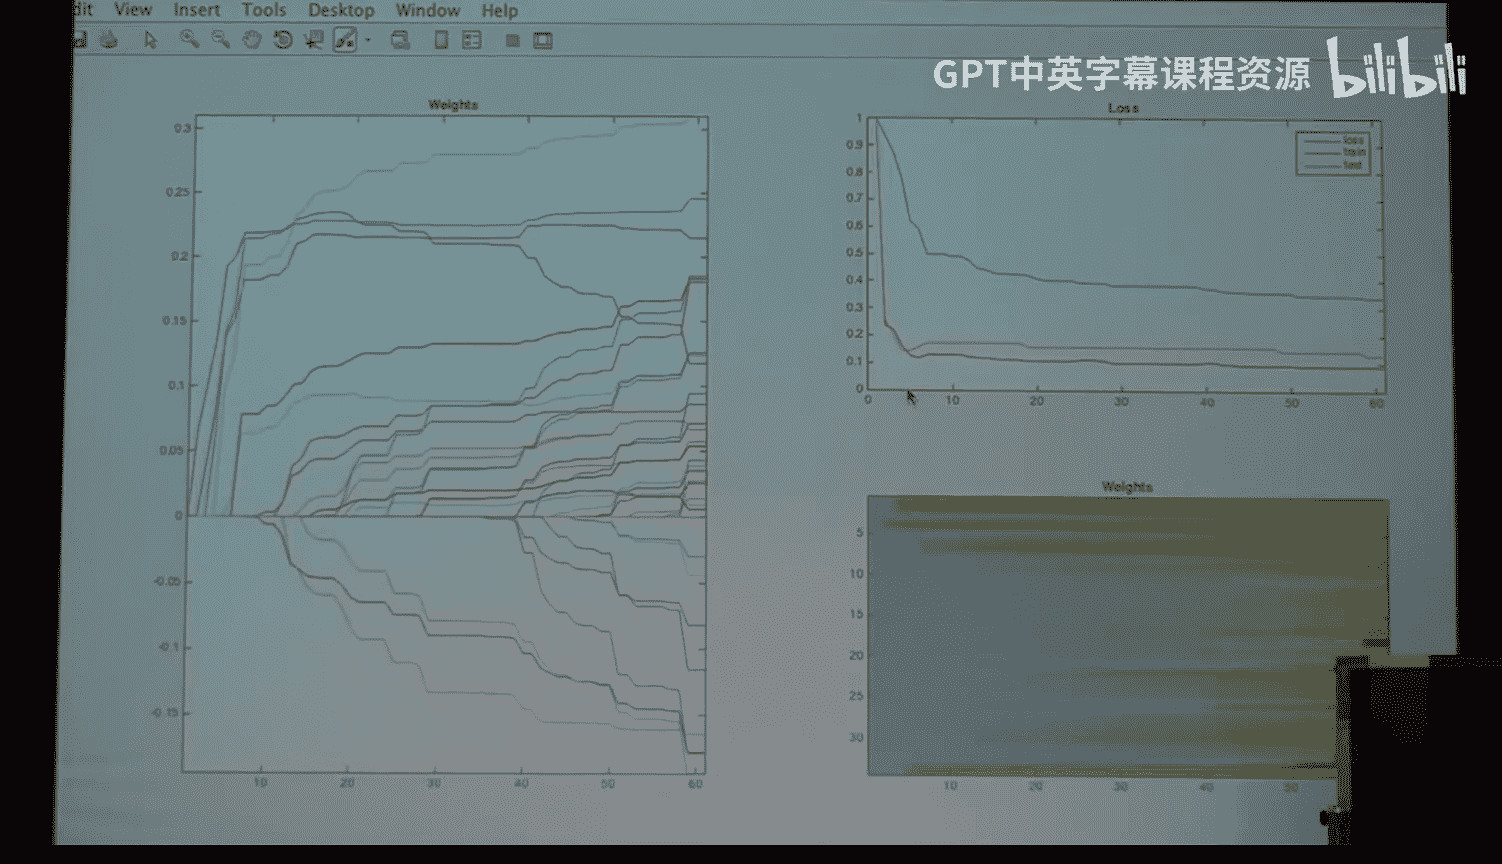 dit View Insert Tools Desktop Window Help
GPT中英字幕课程资源 bilibili
Weights
0.3
0.25
0.2
0.15
0.1
0.05
0
-0.05
-0.1
-0.15
10 20 30 40 50 60
Loss
loss
train
test
1
0.9
0.8
0.7
0.6
0.5
0.4
0.3
0.2
0.1
0
0 10 20 30 40 50 60
Weights
5
10
15
20
25
30
10 20 30 40 50